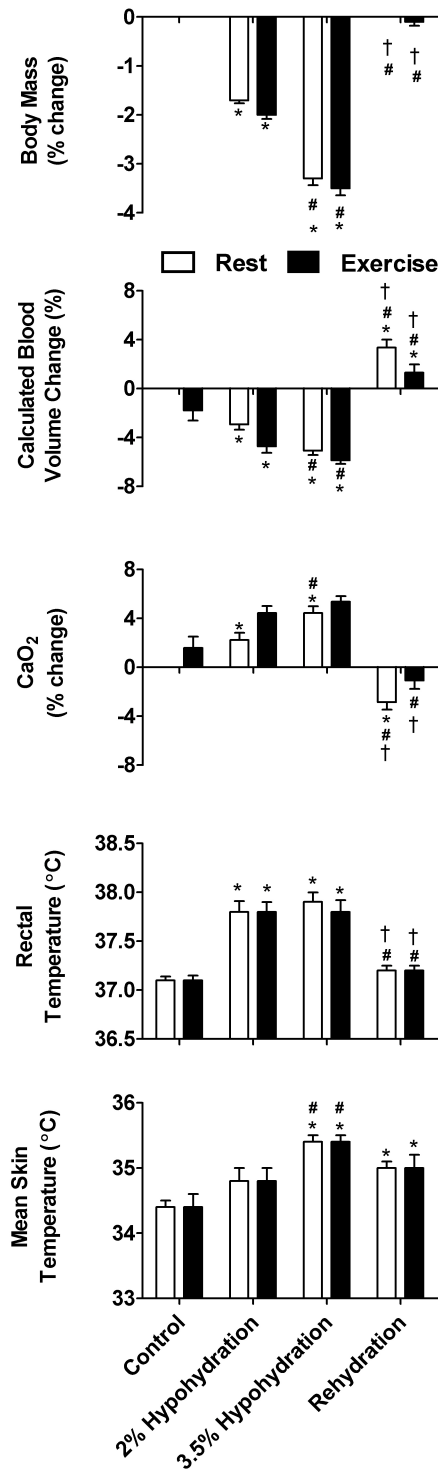 Body Mass
(% change)
0
-1
-2
-3
-4
* * # * # * † # † #
Rest Exercise
Calculated Blood
Volume Change (%)
8
4
0
-4
-8
* * # * # * † # * † # *
CaO2
(% change)
8
4
0
-4
-8
* # * * # † # †
Rectal
Temperature (°C)
38.5
38.0
37.5
37.0
36.5
* * * * † # † #
Mean Skin
Temperature (°C)
36
35
34
33
# * # * * *
Control
2% Hypohydration
3.5% Hypohydration
Rehydration